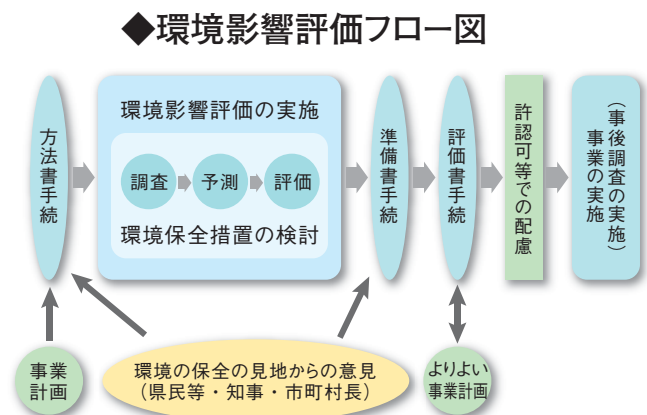 ◆環境影響評価フロー図
方法書手続
環境影響評価の実施
調査
予測
評価
環境保全措置の検討
準備書手続
評価書手続
許認可等での配慮
事業の実施
（事後調査の実施）
事業
計画
環境の保全の見地からの意見
（県民等・知事・市町村長）
よりよい
事業計画